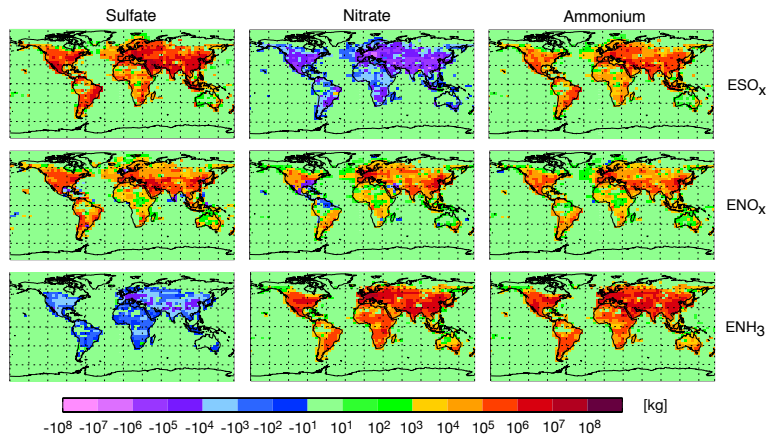 Sulfate Nitrate Ammonium
ESOₓ
ENOₓ
ENH₃
[kg]
-10⁸ -10⁷ -10⁶ -10⁵ -10⁴ -10³ -10² -10¹ 10¹ 10² 10³ 10⁴ 10⁵ 10⁶ 10⁷ 10⁸